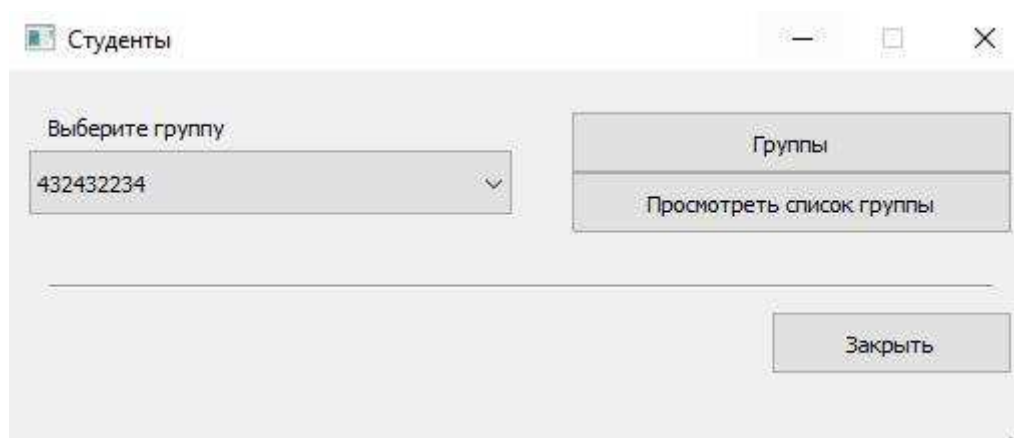 Студенты
Выберите группу
432432234
Группы
Просмотреть список группы
Закрыть